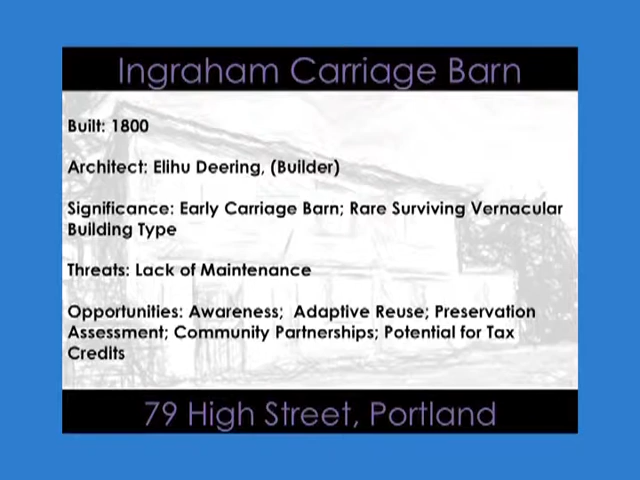 Ingraham Carriage Barn
Built: 1800
Architect: Elihu Deering, (Builder)
Significance: Early Carriage Barn; Rare Surviving Vernacular
Building Type
Threats: Lack of Maintenance
Opportunities: Awareness;  Adaptive Reuse; Preservation
Assessment; Community Partnerships; Potential for Tax
Credits
79 High Street, Portland